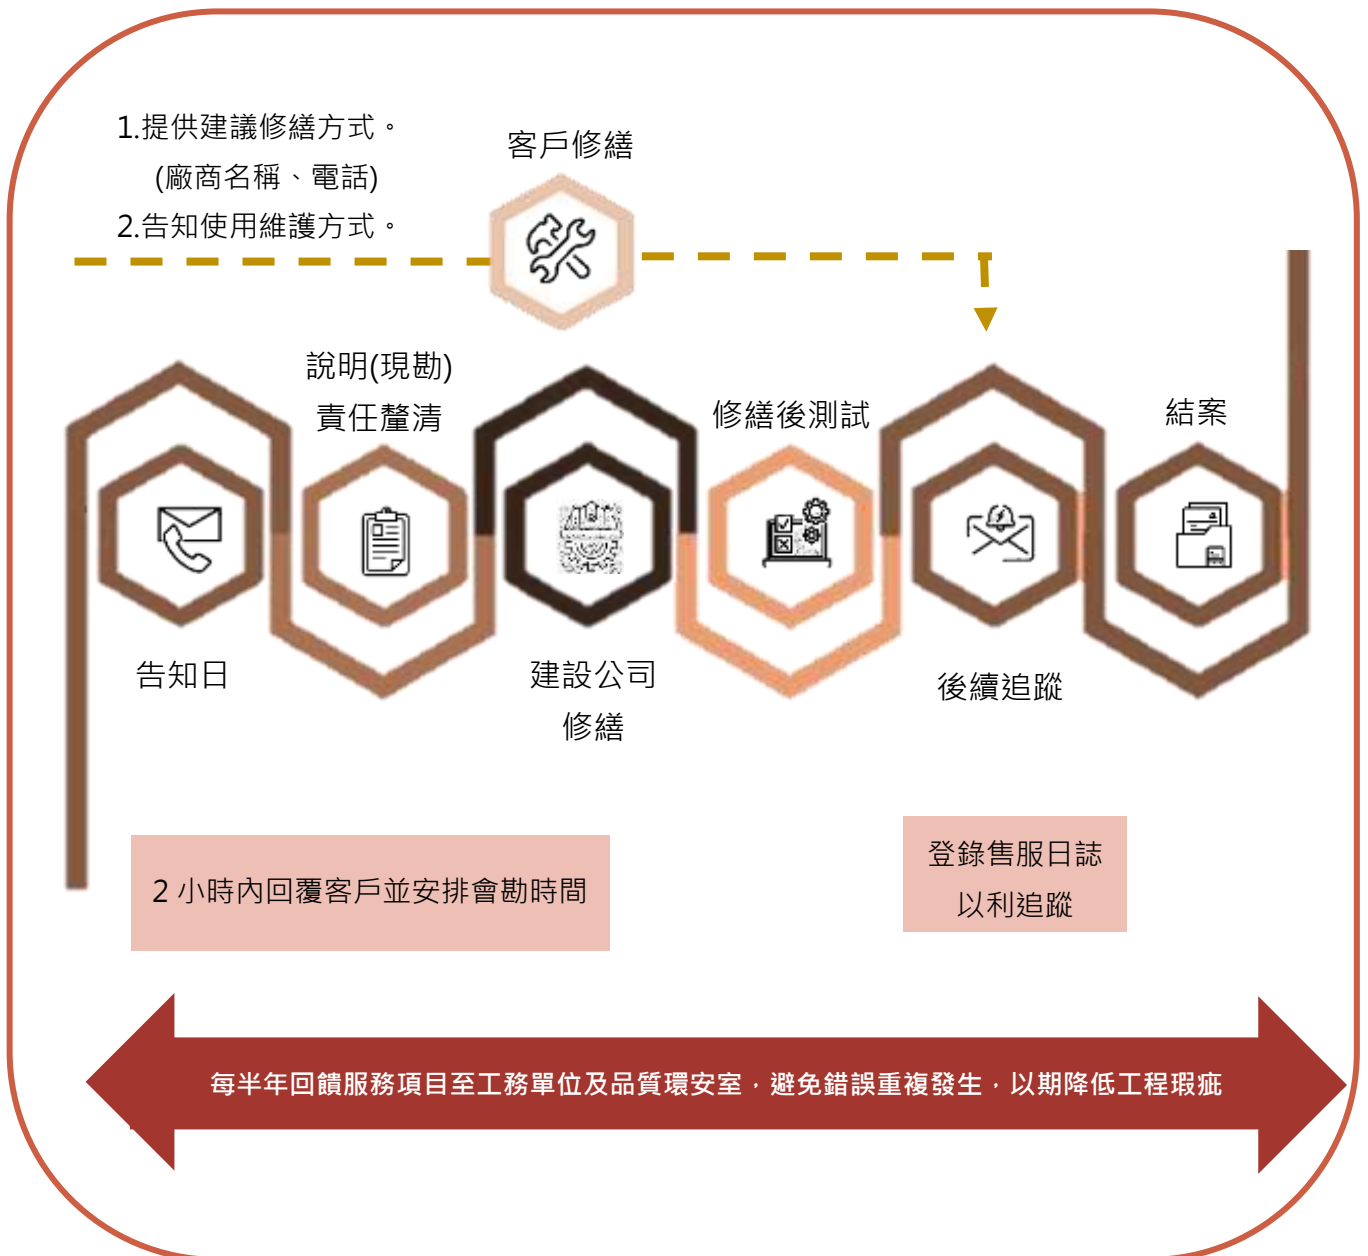 1.提供建議修繕方式。
(廠商名稱、電話)
2.告知使用維護方式。
客戶修繕
說明(現勘)
責任釐清
修繕後測試
結案
告知日
建設公司
修繕
後續追蹤
2 小時內回覆客戶並安排會勘時間
登錄售服日誌
以利追蹤
每半年回饋服務項目至工務單位及品質環安室，避免錯誤重複發生，以期降低工程瑕疵